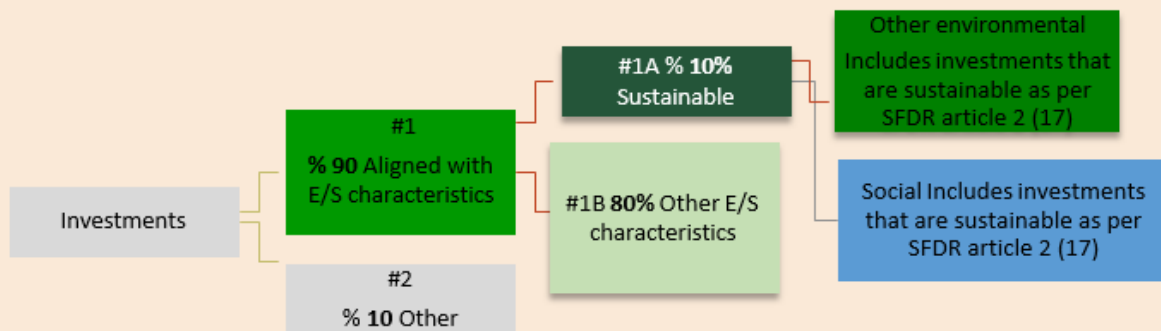 Investments
#1
% 90 Aligned with
E/S characteristics
#2
% 10 Other
#1A % 10%
Sustainable
#1B 80% Other E/S
characteristics
Other environmental
Includes investments that
are sustainable as per
SFDR article 2 (17)
Social Includes investments
that are sustainable as per
SFDR article 2 (17)